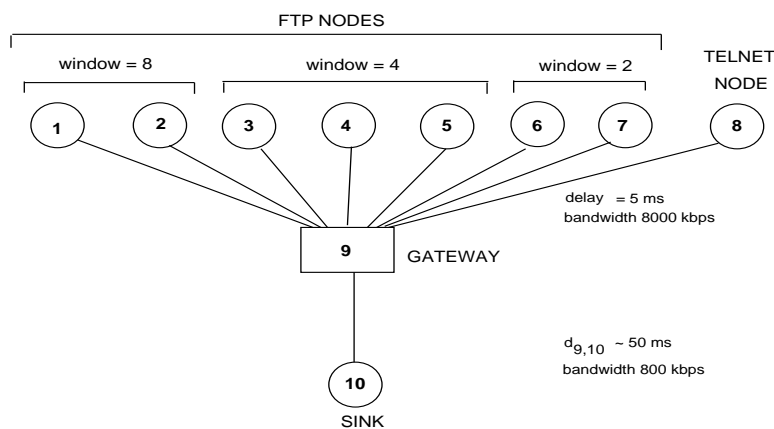 FTP NODES
window = 8
window = 4
window = 2
TELNET
NODE
1
2
3
4
5
6
7
8
delay = 5 ms
bandwidth 8000 kbps
9
GATEWAY
d9,10 ~ 50 ms
bandwidth 800 kbps
10
SINK